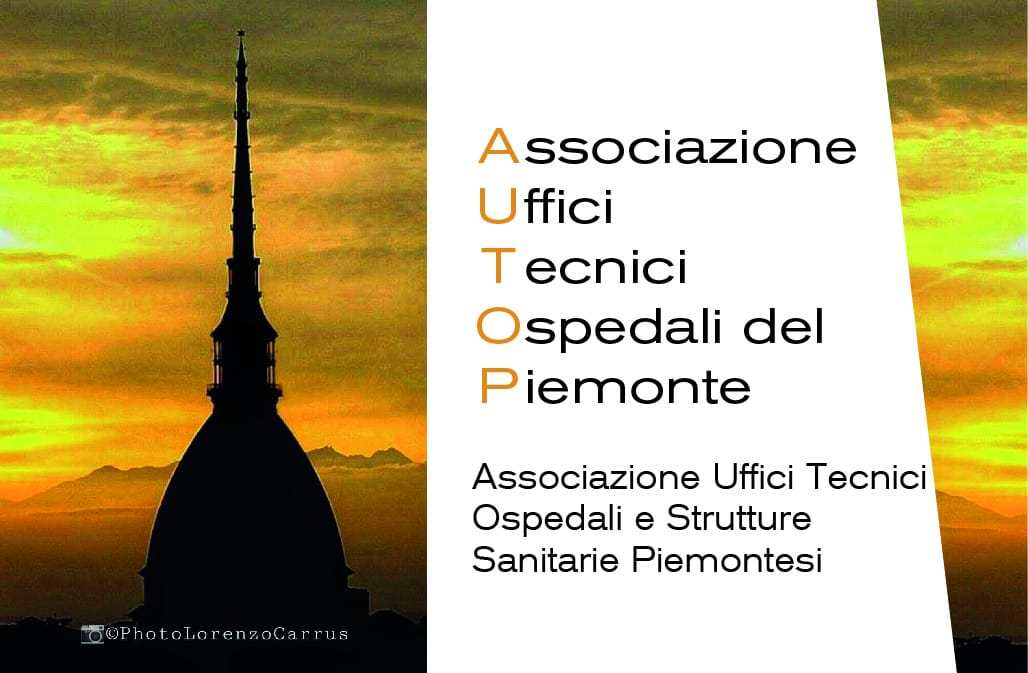 Associazione
Uffici
Tecnici
Ospedali del
Piemonte
Associazione Uffici Tecnici
Ospedali e Strutture
Sanitarie Piemontesi
©PhotoLorenzoCarrus